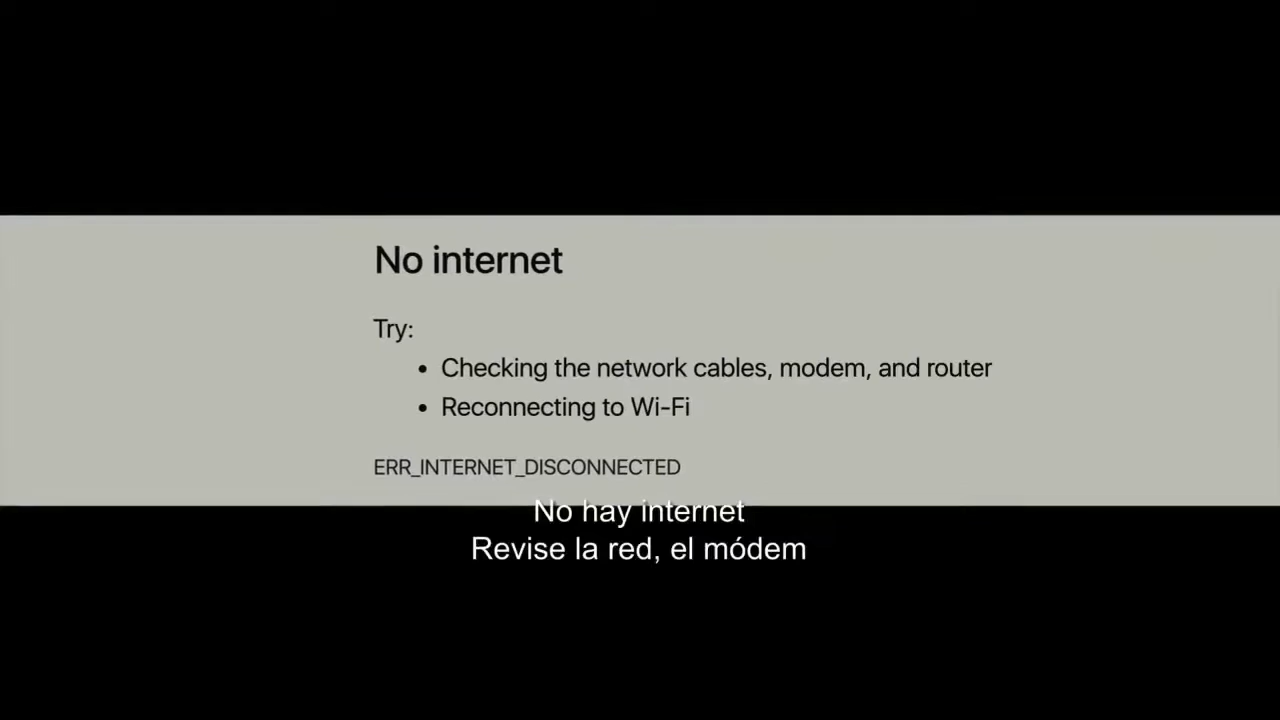 No internet
Try:
• Checking the network cables, modem, and router
• Reconnecting to Wi-Fi
ERR_INTERNET_DISCONNECTED
No hay internet
Revise la red, el módem